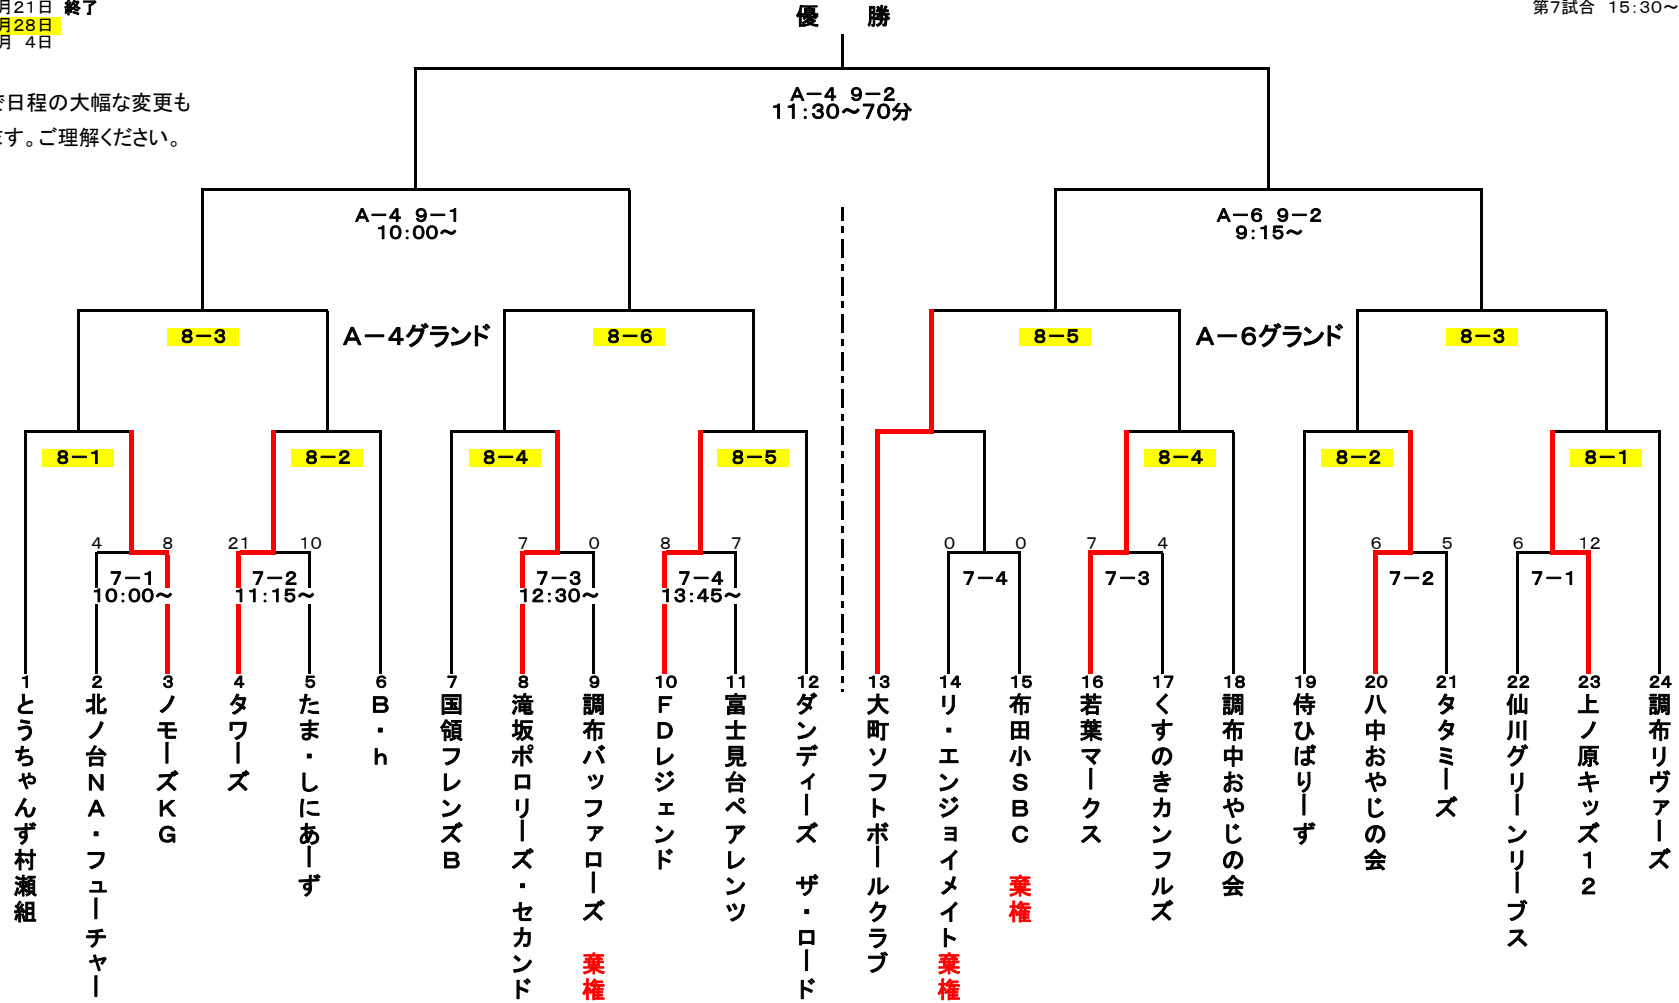 月21日 終了
月28日
月 4日
で日程の大幅な変更も
ます。ご理解ください。
第7試合 15:30～
優 勝
A－4 9－2
11:30～70分
A－4 9－1
10:00～
A－6 9－2
9:15～
8－3
A－4グランド
8－6
8－5
A－6グランド
8－3
8－1
8－2
8－4
8－5
8－4
8－2
8－1
4 8 21 10 7 0 8 7 0 0 7 4 6 5 6 12
7－1
10:00～
7－2
11:15～
7－3
12:30～
7－4
13:45～
7－4
7－3
7－2
7－1
1 とうちゃんず村瀬組
2 北ノ台NA・フューチャー
3 ノモーズKG
4 タワーズ
5 たま・しにあーず
6 B・h
7 国領フレンズB
8 滝坂ポロリーズ・セカンド
9 調布バッファローズ 棄権
10 FDレジェンド
11 富士見台ペアレンツ
12 ダンディーズ ザ・ロード
13 大町ソフトボールクラブ
14 リ・エンジョイメイト棄権
15 布田小SBC 棄権
16 若葉マークス
17 くすのきカンフルズ
18 調布中おやじの会
19 侍ひばりーず
20 八中おやじの会
21 タタミーズ
22 仙川グリーンリーブス
23 上ノ原キッズ12
24 調布リヴァーズ